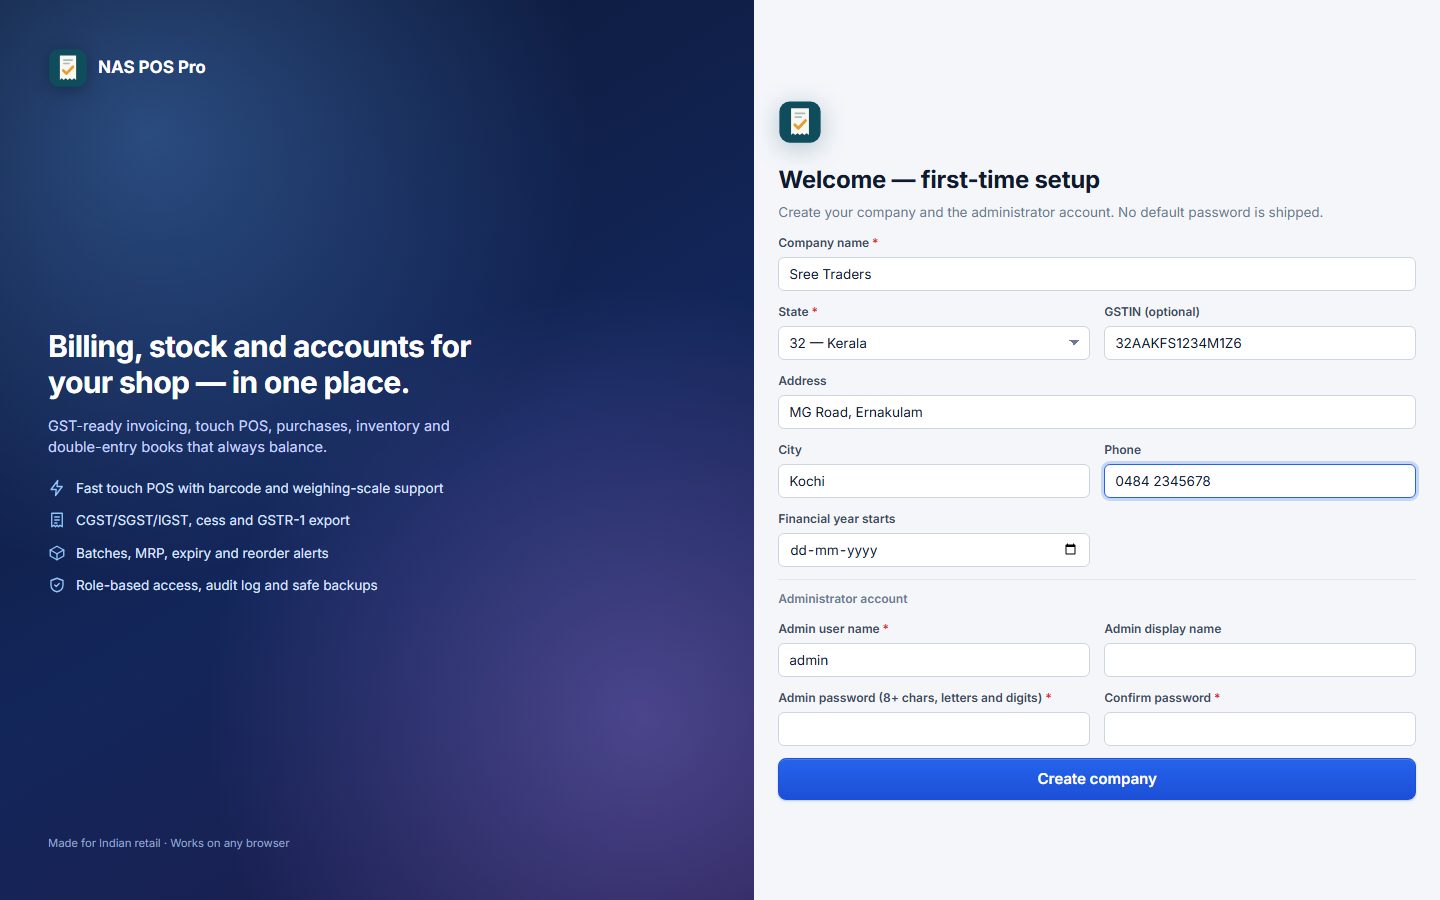 NAS POS Pro
Billing, stock and accounts for
your shop — in one place.
GST-ready invoicing, touch POS, purchases, inventory and
double-entry books that always balance.
Fast touch POS with barcode and weighing-scale support
CGST/SGST/IGST, cess and GSTR-1 export
Batches, MRP, expiry and reorder alerts
Role-based access, audit log and safe backups
Made for Indian retail · Works on any browser
Welcome — first-time setup
Create your company and the administrator account. No default password is shipped.
Company name *
Sree Traders
State * GSTIN (optional)
32 — Kerala 32AAKFS1234M1Z6
Address
MG Road, Ernakulam
City Phone
Kochi 0484 2345678
Financial year starts
dd-mm-yyyy
Administrator account
Admin user name * Admin display name
admin
Admin password (8+ chars, letters and digits) * Confirm password *
Create company